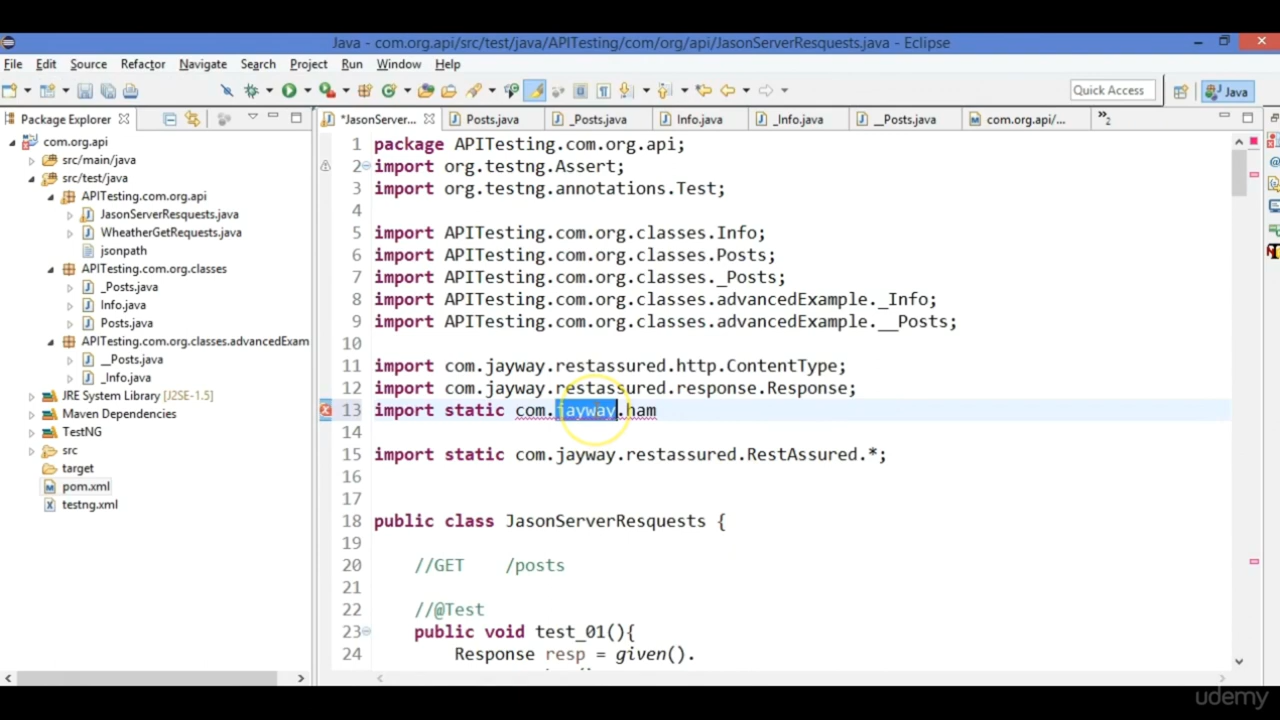 Java - com.org.api/src/test/java/APITesting/com/org/api/JasonServerResquests.java - Eclipse
File Edit Source Refactor Navigate Search Project Run Window Help
Quick Access Java
Package Explorer
*JasonServer... Posts.java _Posts.java Info.java _Info.java __Posts.java com.org.api/... »2
com.org.api
src/main/java
src/test/java
APITesting.com.org.api
JasonServerResquests.java
WheatherGetRequests.java
jsonpath
APITesting.com.org.classes
_Posts.java
Info.java
Posts.java
APITesting.com.org.classes.advancedExam
__Posts.java
_Info.java
JRE System Library [J2SE-1.5]
Maven Dependencies
TestNG
src
target
pom.xml
testng.xml
1 package APITesting.com.org.api;
2 import org.testng.Assert;
3 import org.testng.annotations.Test;
4
5 import APITesting.com.org.classes.Info;
6 import APITesting.com.org.classes.Posts;
7 import APITesting.com.org.classes._Posts;
8 import APITesting.com.org.classes.advancedExample._Info;
9 import APITesting.com.org.classes.advancedExample.__Posts;
10
11 import com.jayway.restassured.http.ContentType;
12 import com.jayway.restassured.response.Response;
13 import static com.jayway.ham
14
15 import static com.jayway.restassured.RestAssured.*;
16
17
18 public class JasonServerResquests {
19
20 //GET /posts
21
22 //@Test
23 public void test_01(){
24 Response resp = given().
udemy